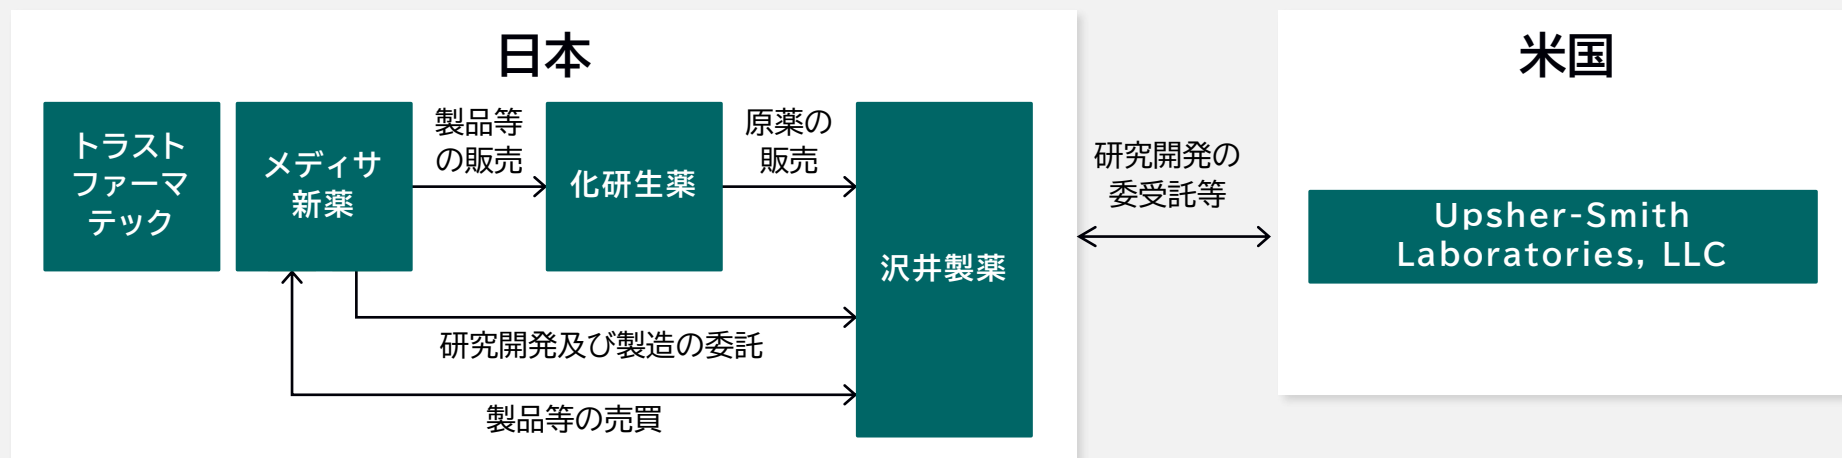 日本
トラスト
ファーマ
テック
メディサ
新薬
製品等
の販売
化研生薬
原薬の
販売
沢井製薬
研究開発及び製造の委託
製品等の売買
研究開発の
委受託等
米国
Upsher-Smith
Laboratories, LLC